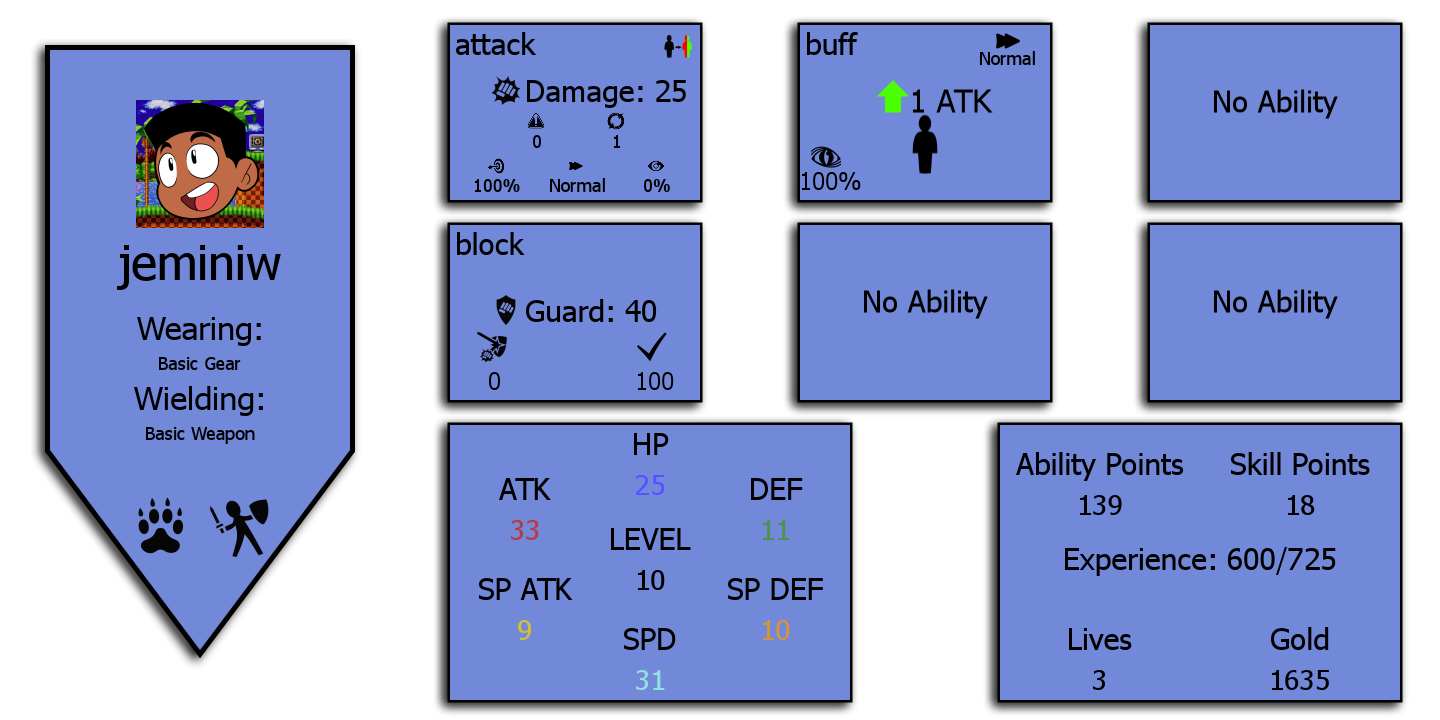 jeminiw
Wearing:
Basic Gear
Wielding:
Basic Weapon
attack
Damage: 25
0 1
100% Normal 0%
buff
Normal
1 ATK
100%
No Ability
block
Guard: 40
0 100
No Ability
No Ability
HP
25
ATK DEF
33 11
LEVEL
10
SP ATK SP DEF
9 10
SPD
31
Ability Points Skill Points
139 18
Experience: 600/725
Lives Gold
3 1635